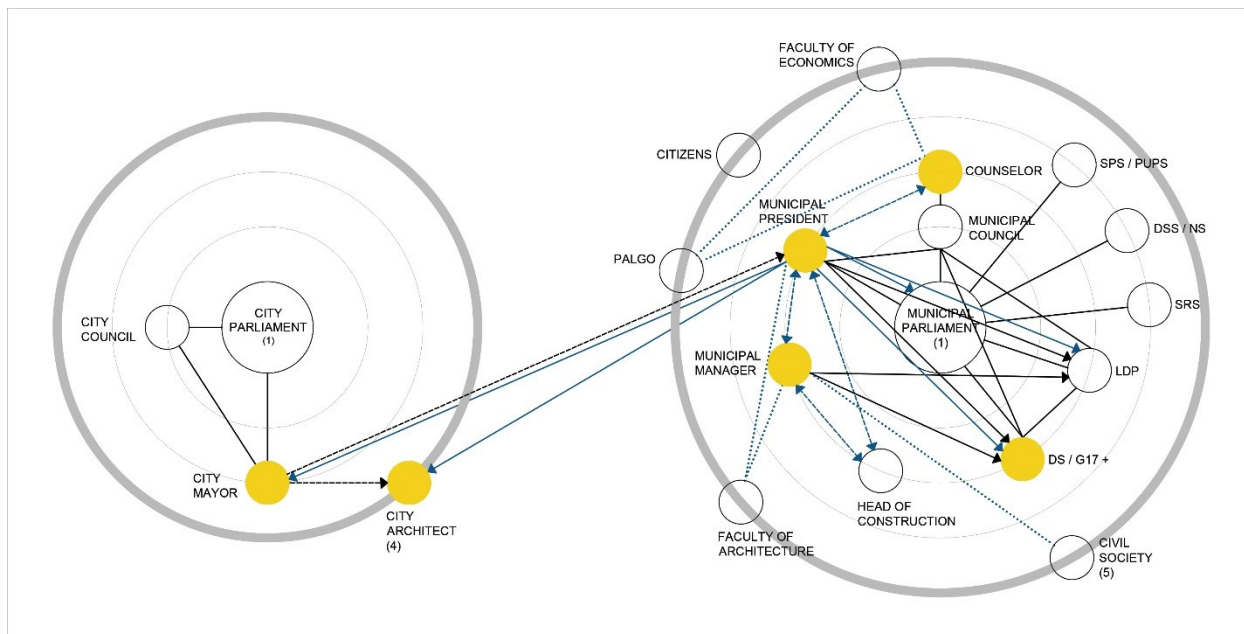 CITY
COUNCIL
CITY
PARLIAMENT
(1)
CITY
MAYOR
CITY
ARCHITECT
(4)
FACULTY OF
ECONOMICS
CITIZENS
PALGO
MUNICIPAL
PRESIDENT
COUNSELOR
MUNICIPAL
COUNCIL
SPS / PUPS
DSS / NS
SRS
MUNICIPAL
PARLIAMENT
(1)
LDP
MUNICIPAL
MANAGER
DS / G17 +
HEAD OF
CONSTRUCTION
FACULTY OF
ARCHITECTURE
CIVIL
SOCIETY
(5)